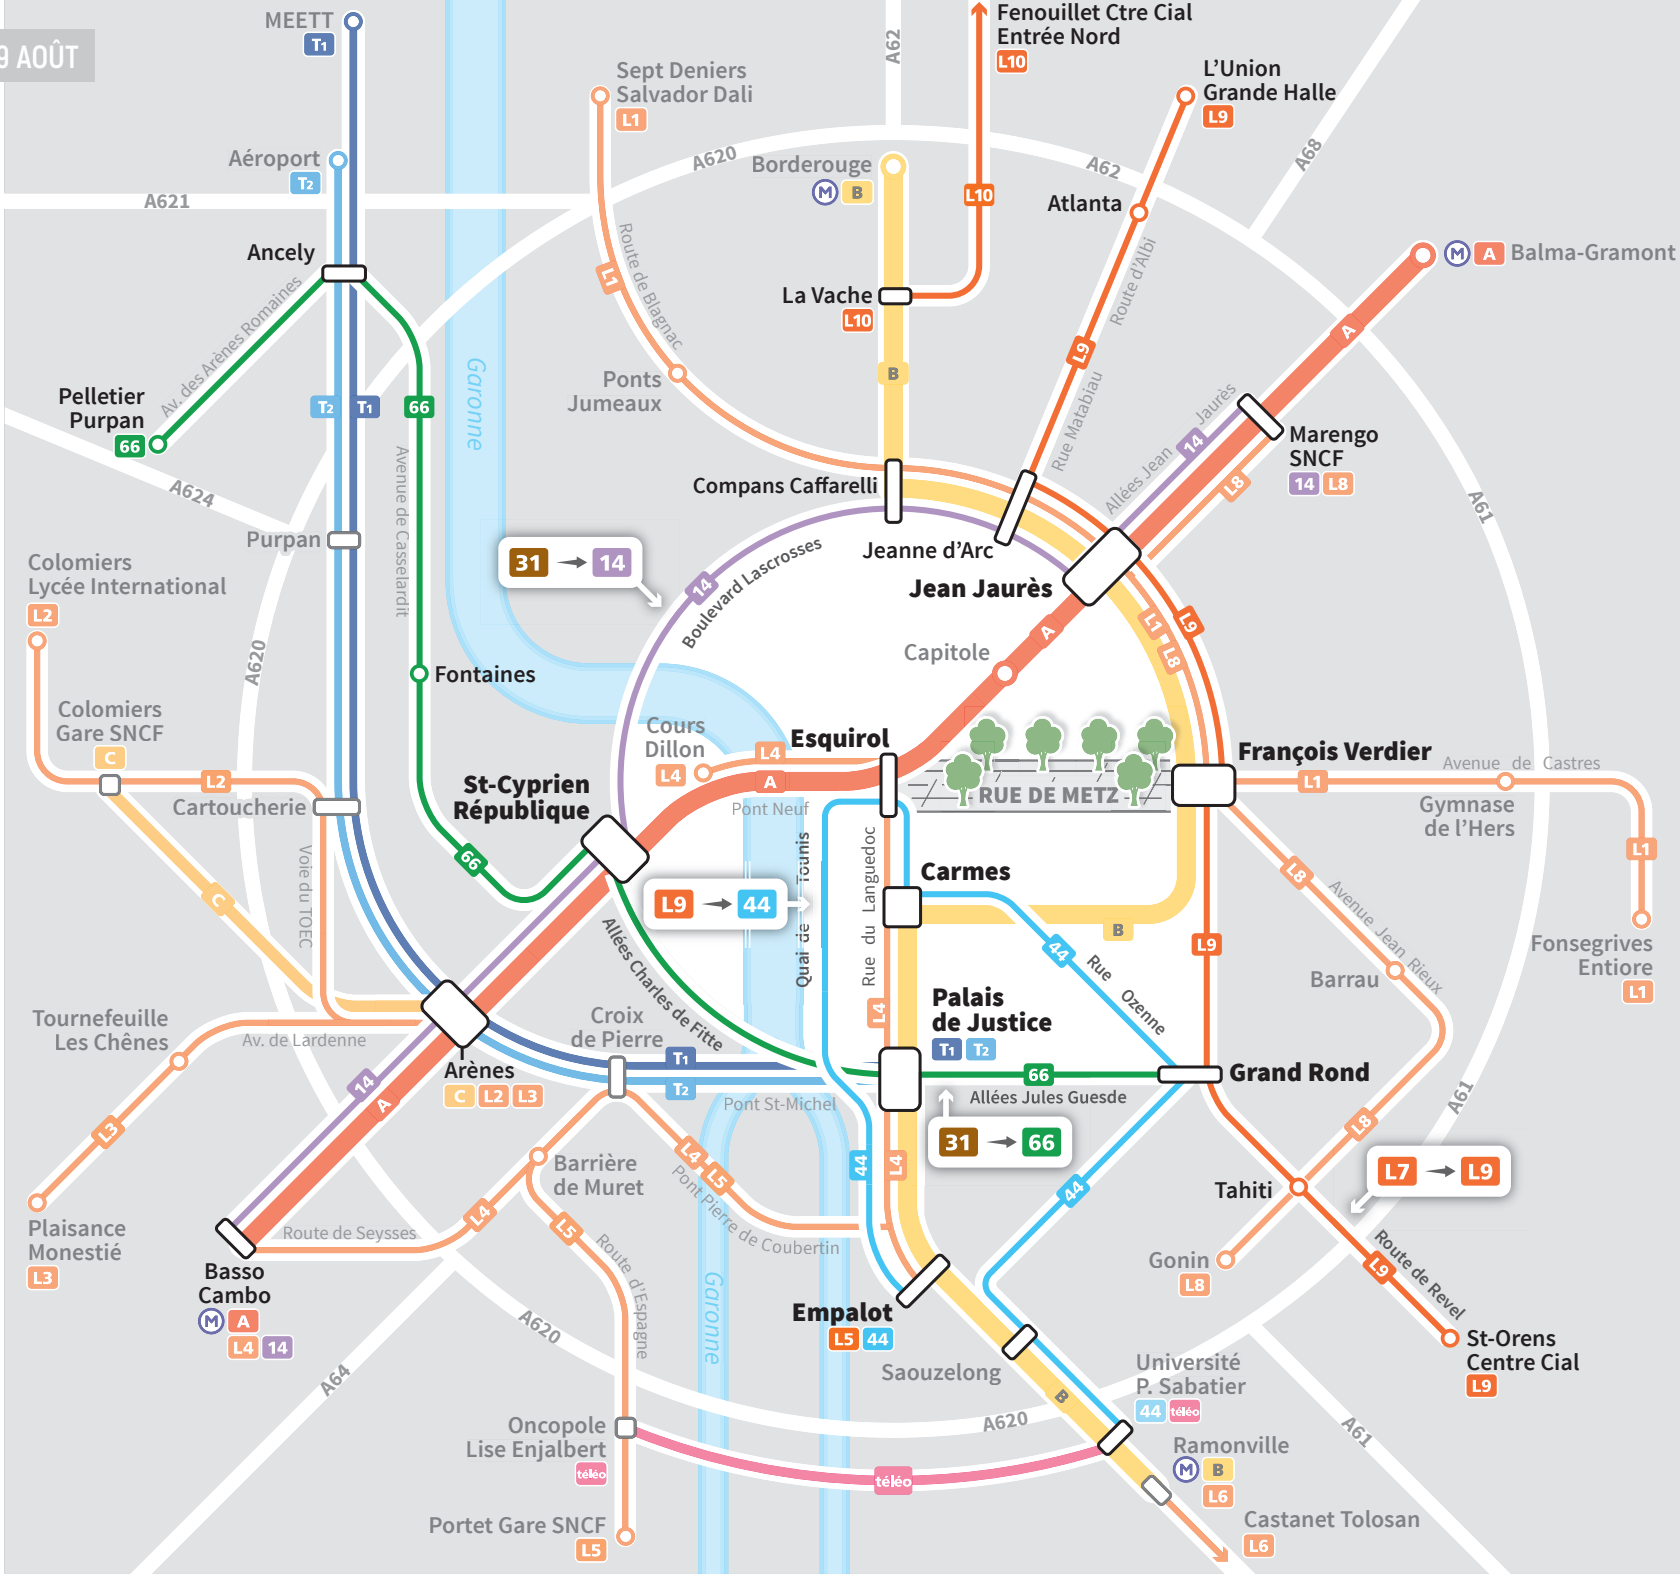 9 AOÛT
MEETT
T1
Aéroport
T2
A621
Ancely
Av. des Arènes Romaines
Pelletier
Purpan
66
A624
T2
T1
66
Avenue de Casselardit
Purpan
Garonne
Sept Deniers
Salvador Dali
L1
A620
Route de Blagnac
L1
Ponts
Jumeaux
A62
Borderouge
M
B
La Vache
L10
B
Fenouillet Ctre Cial
Entrée Nord
L10
L10
L'Union
Grande Halle
L9
A62
A68
Atlanta
Route d'Albi
L9
Rue Matabiau
M
A
Balma-Gramont
A
Marengo
SNCF
14
L8
Allées Jean Jaurès
14
L8
A61
Compans Caffarelli
Jeanne d'Arc
Jean Jaurès
31
14
14
Boulevard Lascrosses
A
Capitole
L1
L8
L9
Colomiers
Lycée International
L2
A620
Colomiers
Gare SNCF
C
L2
Cartoucherie
Fontaines
St-Cyprien
République
66
Cours
Dillon
L4
L4
A
Pont Neuf
Esquirol
RUE DE METZ
François Verdier
L1
Avenue de Castres
Gymnase
de l'Hers
L1
Fonsegrives
Entiore
L1
C
Voie du TOEC
L9
44
Quai de Tounis
Rue du Languedoc
Carmes
B
44
Rue Ozenne
L9
L8
Avenue Jean Rieux
Barrau
Tournefeuille
Les Chênes
Av. de Lardenne
Arènes
C
L2
L3
Allées Charles de Fitte
Croix
de Pierre
T1
T2
Pont St-Michel
L4
Palais
de Justice
T1
T2
66
Allées Jules Guesde
Grand Rond
31
66
14
A
L3
Plaisance
Monestié
L3
Basso
Cambo
M
A
L4
14
Route de Seysses
L4
Barrière
de Muret
L5
Route d'Espagne
L4
L5
Pont Pierre de Coubertin
44
L4
44
L8
A61
L7
L9
Tahiti
Gonin
L8
Route de Revel
L9
St-Orens
Centre Cial
L9
Empalot
L5
44
Garonne
A620
A64
Saouzelong
B
Université
P. Sabatier
44
téléo
A620
A61
Oncopole
Lise Enjalbert
téléo
téléo
Ramonville
M
B
L6
Portet Gare SNCF
L5
Castanet Tolosan
L6